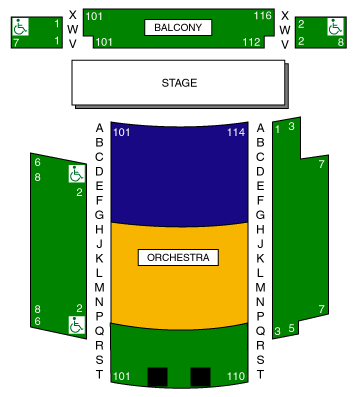 X 101 116 X
1 W BALCONY W 2
7 1 V 101 112 V 2 8
STAGE
A 101 114 A 1 3
B B
C C
6 D D 7
8 E E
2 F F
G G
H H
J ORCHESTRA J
K K
L L
M M
8 2 N N 7
6 P P
Q Q 3 5
R R
S S
T 101 110 T